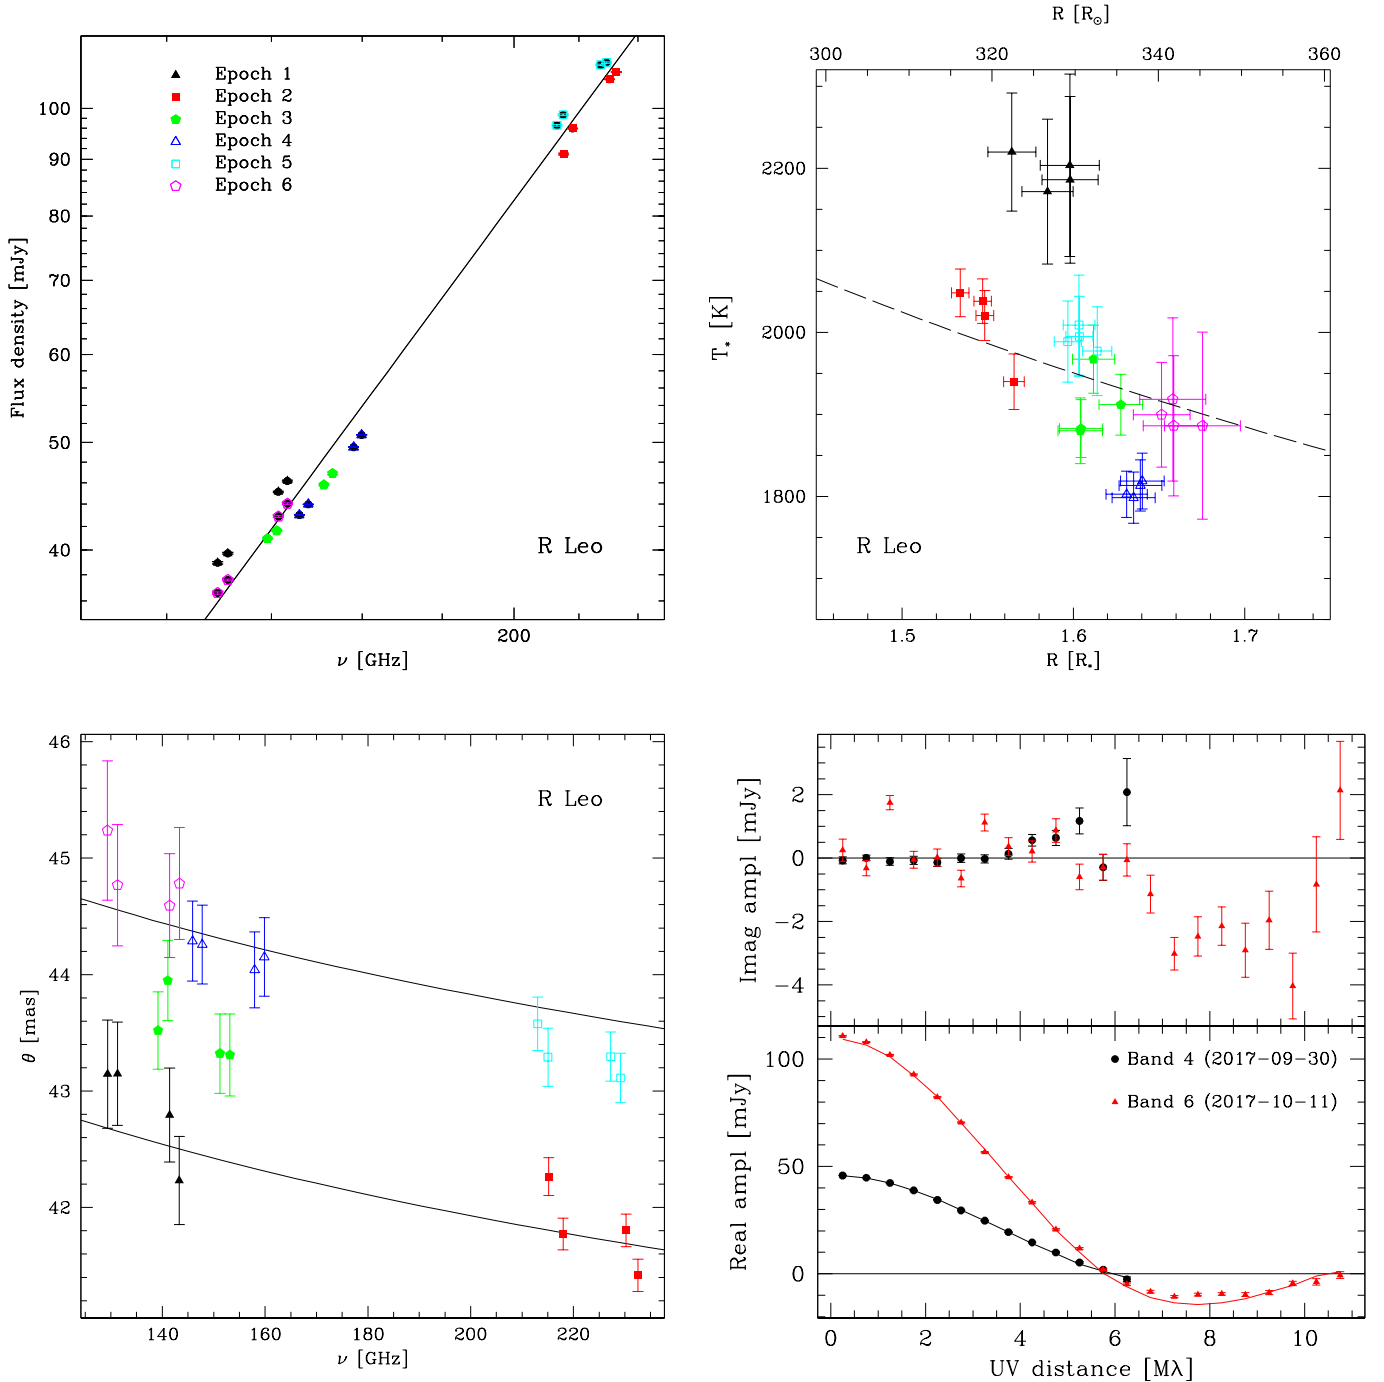 Epoch 1
Epoch 2
Epoch 3
Epoch 4
Epoch 5
Epoch 6
100
90
80
70
60
50
40
Flux density [mJy]
R Leo
200
ν [GHz]
R [R⊙]
300 320 340 360
2200
2000
1800
T* [K]
R Leo
1.5 1.6 1.7
R [R*]
46
45
44
43
42
θ [mas]
R Leo
140 160 180 200 220
ν [GHz]
2
0
−2
−4
Imag ampl [mJy]
100
50
0
Real ampl [mJy]
Band 4 (2017−09−30)
Band 6 (2017−10−11)
0 2 4 6 8 10
UV distance [Mλ]